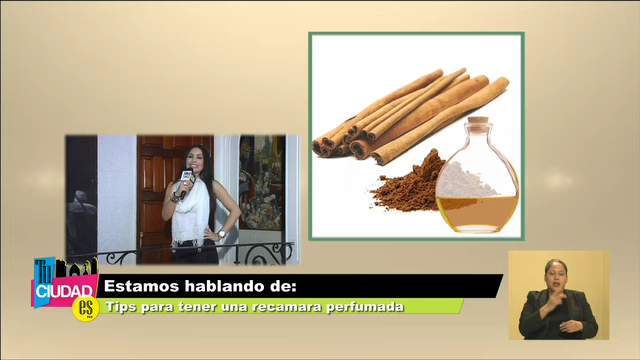 Estamos hablando de:
Tips para tener una recamara perfumada
Tu
CIUDAD
es...